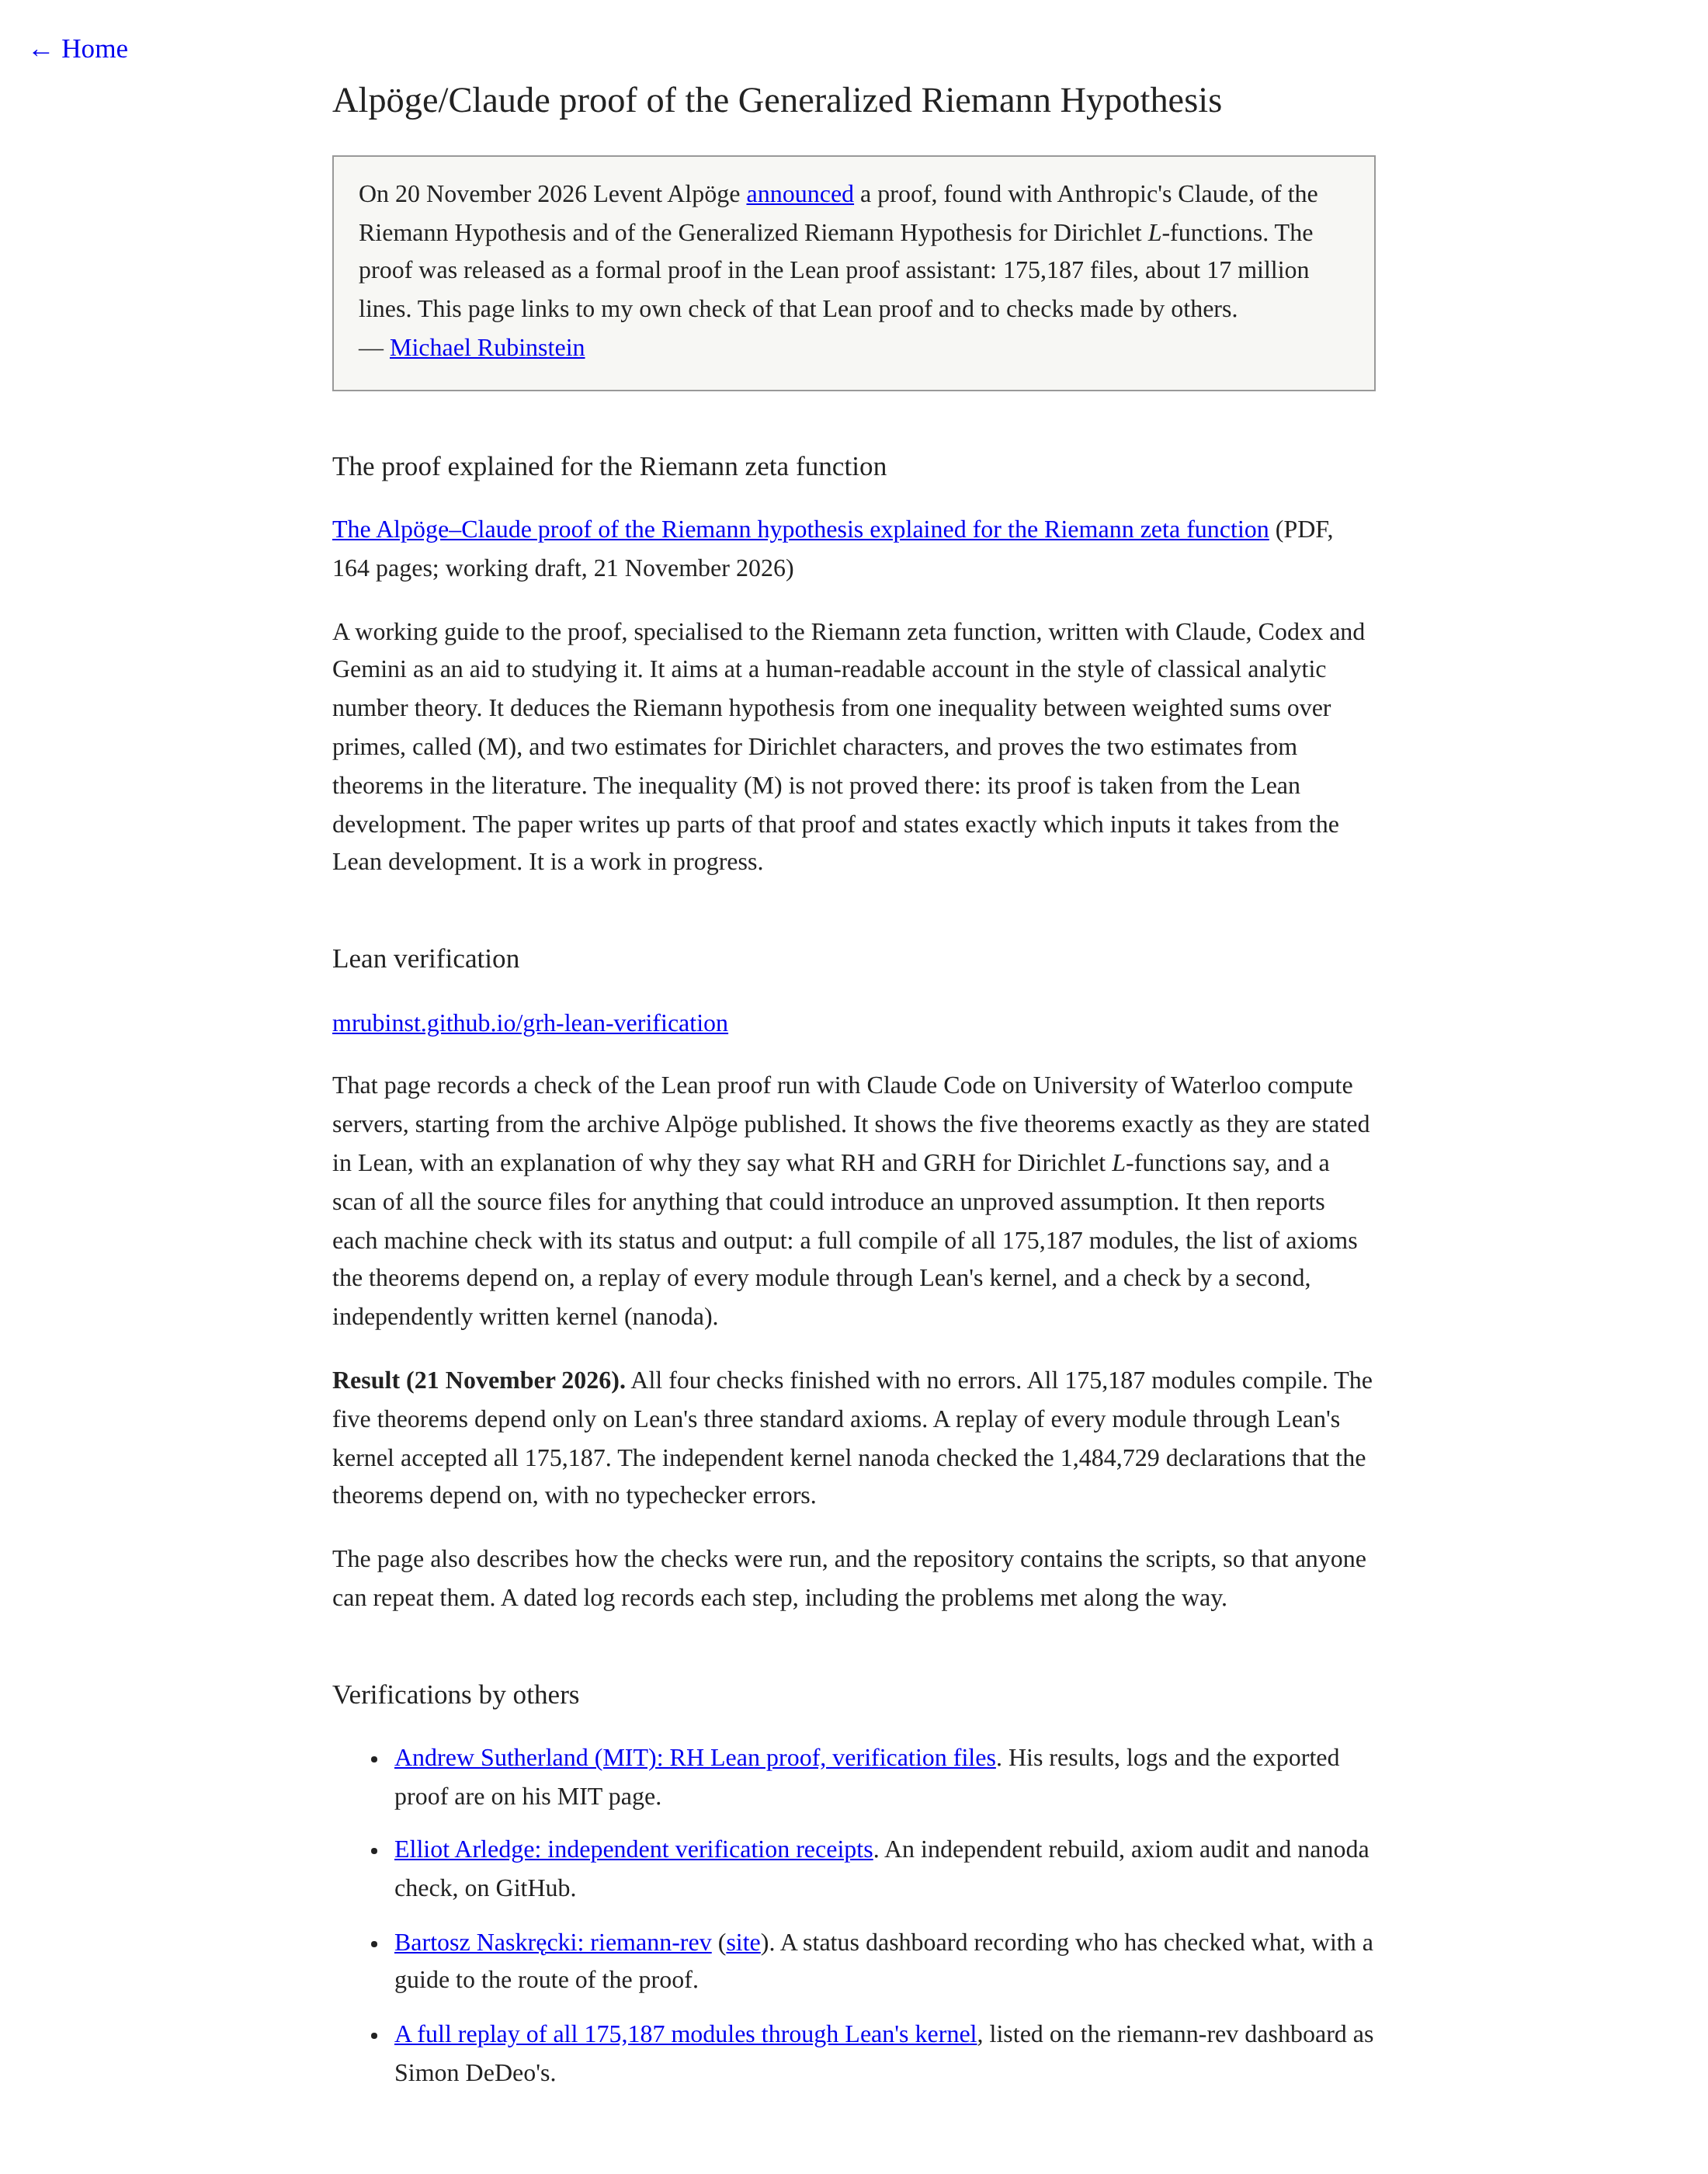 ← Home
Alpöge/Claude proof of the Generalized Riemann Hypothesis
On 20 November 2026 Levent Alpöge announced a proof, found with Anthropic's Claude, of the
Riemann Hypothesis and of the Generalized Riemann Hypothesis for Dirichlet L-functions. The
proof was released as a formal proof in the Lean proof assistant: 175,187 files, about 17 million
lines. This page links to my own check of that Lean proof and to checks made by others.
— Michael Rubinstein
The proof explained for the Riemann zeta function
The Alpöge–Claude proof of the Riemann hypothesis explained for the Riemann zeta function (PDF,
164 pages; working draft, 21 November 2026)
A working guide to the proof, specialised to the Riemann zeta function, written with Claude, Codex and
Gemini as an aid to studying it. It aims at a human-readable account in the style of classical analytic
number theory. It deduces the Riemann hypothesis from one inequality between weighted sums over
primes, called (M), and two estimates for Dirichlet characters, and proves the two estimates from
theorems in the literature. The inequality (M) is not proved there: its proof is taken from the Lean
development. The paper writes up parts of that proof and states exactly which inputs it takes from the
Lean development. It is a work in progress.
Lean verification
mrubinst.github.io/grh-lean-verification
That page records a check of the Lean proof run with Claude Code on University of Waterloo compute
servers, starting from the archive Alpöge published. It shows the five theorems exactly as they are stated
in Lean, with an explanation of why they say what RH and GRH for Dirichlet L-functions say, and a
scan of all the source files for anything that could introduce an unproved assumption. It then reports
each machine check with its status and output: a full compile of all 175,187 modules, the list of axioms
the theorems depend on, a replay of every module through Lean's kernel, and a check by a second,
independently written kernel (nanoda).
Result (21 November 2026). All four checks finished with no errors. All 175,187 modules compile. The
five theorems depend only on Lean's three standard axioms. A replay of every module through Lean's
kernel accepted all 175,187. The independent kernel nanoda checked the 1,484,729 declarations that the
theorems depend on, with no typechecker errors.
The page also describes how the checks were run, and the repository contains the scripts, so that anyone
can repeat them. A dated log records each step, including the problems met along the way.
Verifications by others
• Andrew Sutherland (MIT): RH Lean proof, verification files. His results, logs and the exported
proof are on his MIT page.
• Elliot Arledge: independent verification receipts. An independent rebuild, axiom audit and nanoda
check, on GitHub.
• Bartosz Naskręcki: riemann-rev (site). A status dashboard recording who has checked what, with a
guide to the route of the proof.
• A full replay of all 175,187 modules through Lean's kernel, listed on the riemann-rev dashboard as
Simon DeDeo's.